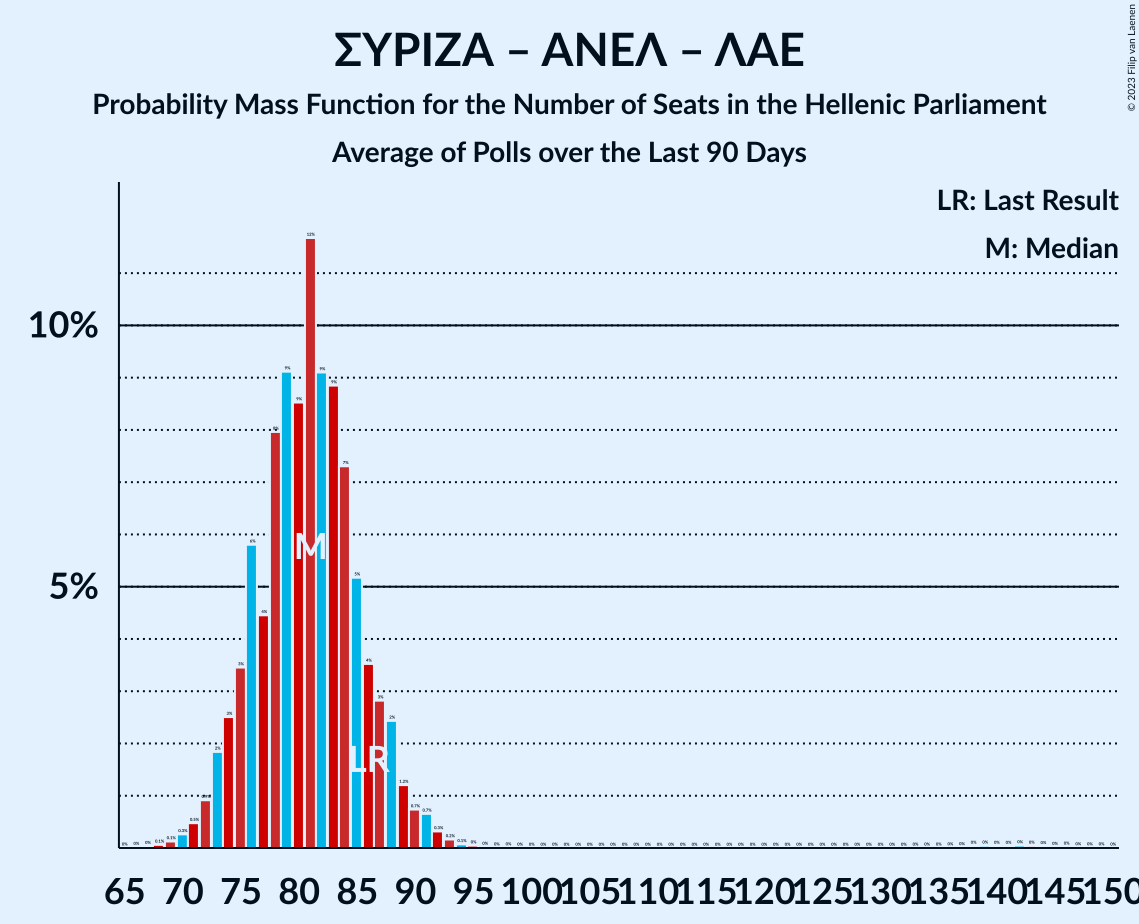 ΣΥΡΙΖΑ – ΑΝΕΛ – ΛΑΕ
Probability Mass Function for the Number of Seats in the Hellenic Parliament
Average of Polls over the Last 90 Days
© 2023 Filip van Laenen
LR: Last Result
M: Median
10%
5%
M
LR
65 70 75 80 85 90 95 100 105 110 115 120 125 130 135 140 145 150